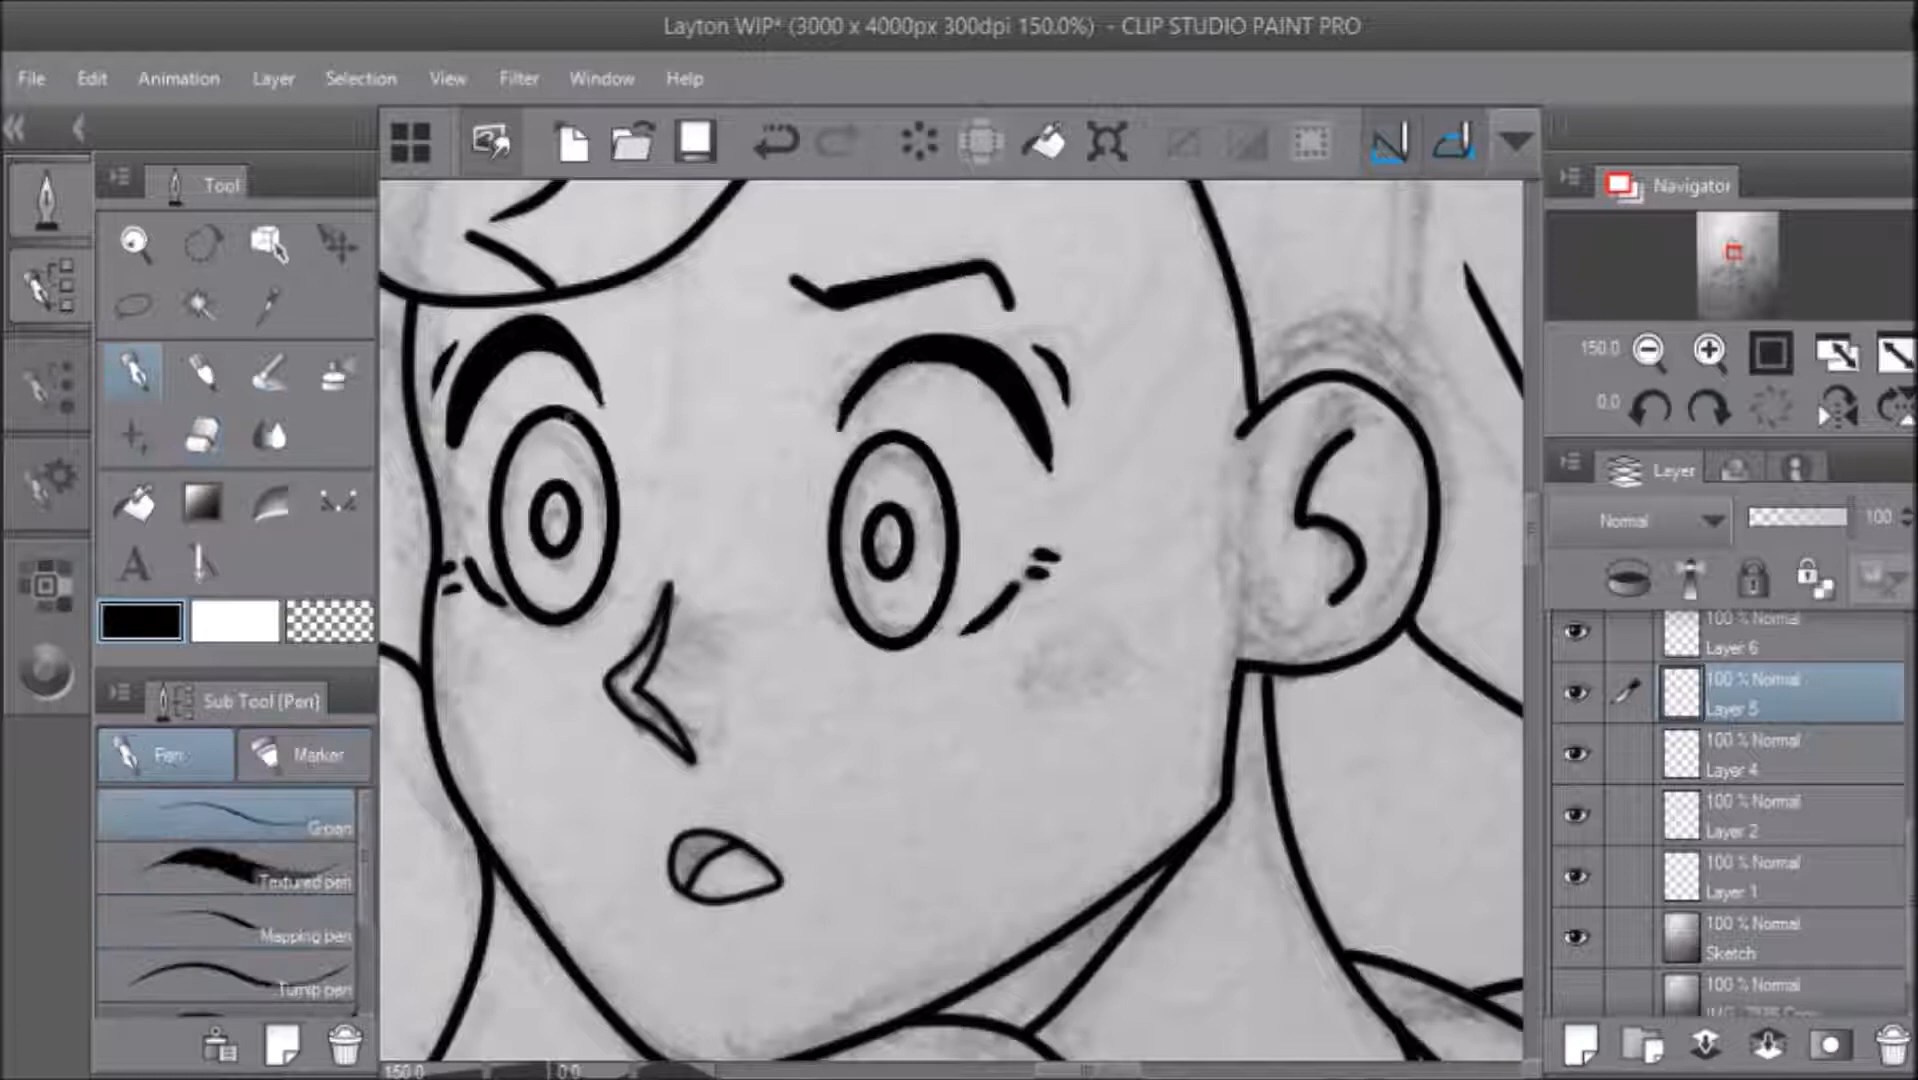 Layton WIP* (3000 x 4000px 300dpi 150.0%) - CLIP STUDIO PAINT PRO
File Edit Animation Layer Selection View Filter Window Help
Tool
Navigator
150.0
0.0
Layer
Normal 100
A
100 % Normal
Layer 6
100 % Normal
Layer 5
100 % Normal
Layer 4
100 % Normal
Layer 2
100 % Normal
Layer 1
100 % Normal
Sketch
100 % Normal
Sub Tool [Pen]
Pen Marker
Textured pen
Mapping pen
Turnip pen
150.0 0.0